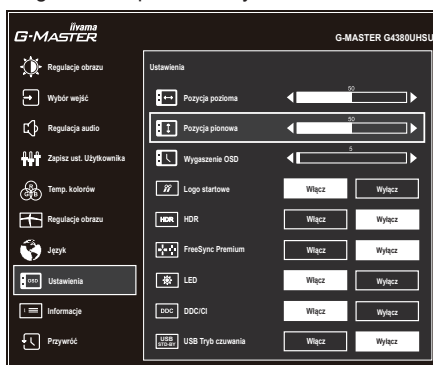 iiyama
G-MASTER
G-MASTER G4380UHSU
Regulacje obrazu
Wybór wejść
Regulacja audio
Zapisz ust. Użytkownika
Temp. kolorów
R
G B
Regulacje obrazu
Język
OSD Ustawienia
Informacje
Przywróć
Ustawienia
Pozycja pozioma 50
Pozycja pionowa 50
Wygaszenie OSD 5
Logo startowe Włącz Wyłącz
HDR HDR Włącz Wyłącz
FreeSync Premium Włącz Wyłącz
LED Włącz Wyłącz
DDC DDC/CI Włącz Wyłącz
USB STD-BY USB Tryb czuwania Włącz Wyłącz